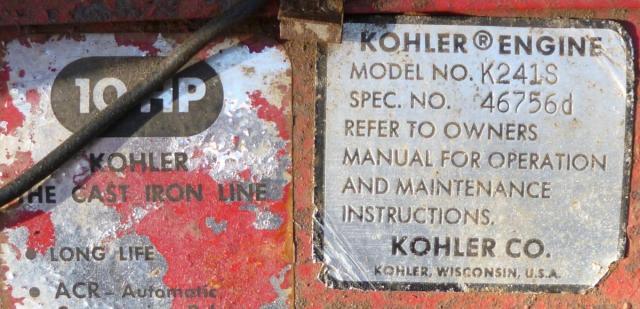 10 HP
KOHLER
THE CAST IRON LINE
• LONG LIFE
• ACR - Automatic
KOHLER® ENGINE
MODEL NO. K241S
SPEC. NO. 46756d
REFER TO OWNERS
MANUAL FOR OPERATION
AND MAINTENANCE
INSTRUCTIONS.
KOHLER CO.
KOHLER, WISCONSIN, U.S.A.